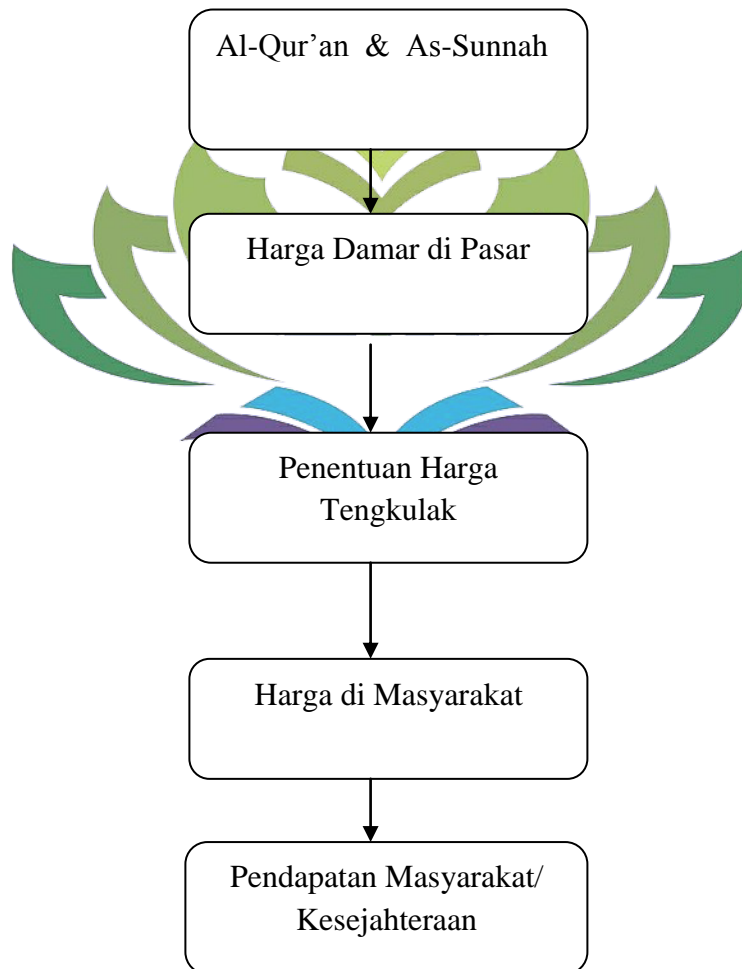 Al-Qur’an & As-Sunnah
Harga Damar di Pasar
Penentuan Harga
Tengkulak
Harga di Masyarakat
Pendapatan Masyarakat/
Kesejahteraan